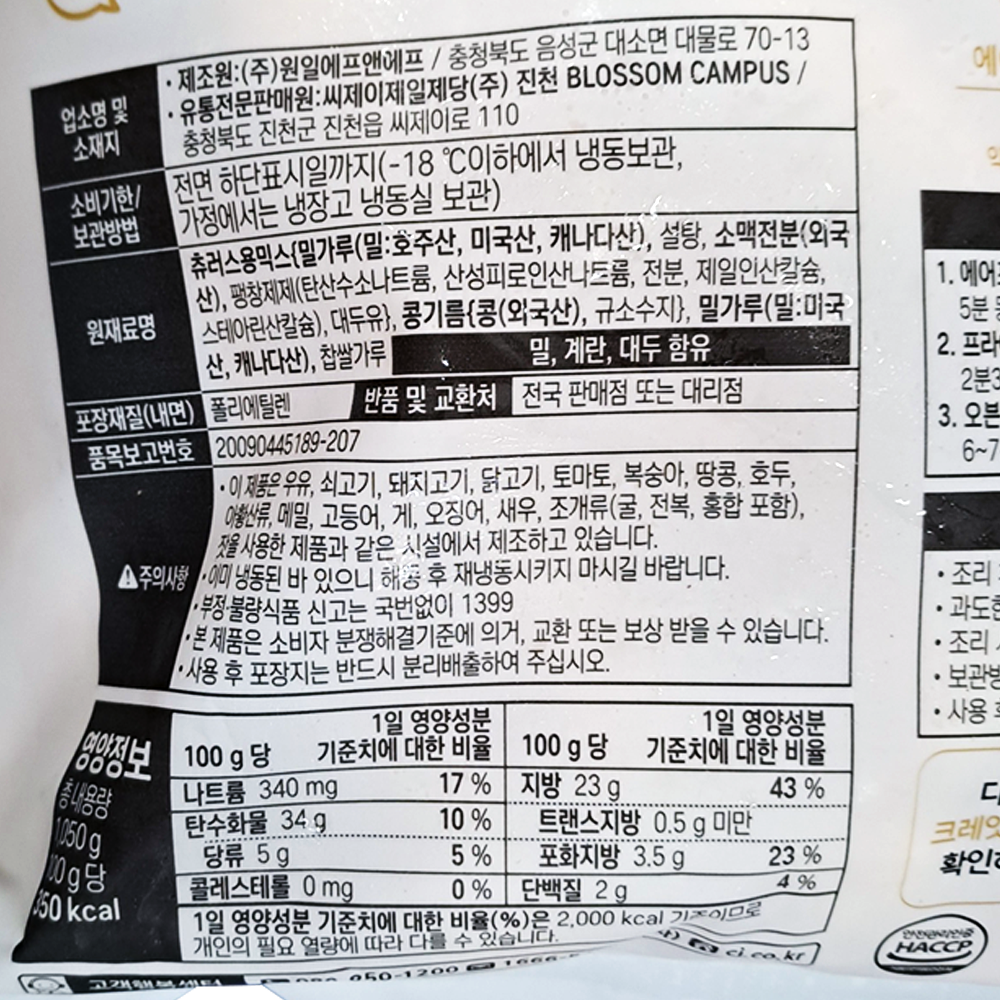 업소명 및
소재지
· 제조원:(주)원일에프앤에프 / 충청북도 음성군 대소면 대물로 70-13
· 유통전문판매원:씨제이제일제당(주) 진천 BLOSSOM CAMPUS /
충청북도 진천군 진천읍 씨제이로 110
소비기한/
보관방법
전면 하단표시일까지(-18 ℃이하에서 냉동보관,
가정에서는 냉장고 냉동실 보관)
원재료명
츄러스용믹스{밀가루(밀:호주산, 미국산, 캐나다산), 설탕, 소맥전분(외국
산), 팽창제제(탄산수소나트륨, 산성피로인산나트륨, 전분, 제일인산칼슘,
스테아린산칼슘), 대두유}, 콩기름{콩(외국산), 규소수지}, 밀가루(밀:미국
산, 캐나다산), 찹쌀가루
밀, 계란, 대두 함유
포장재질(내면) 폴리에틸렌 반품 및 교환처 전국 판매점 또는 대리점
품목보고번호 20090445189-207
주의사항
· 이 제품은 우유, 쇠고기, 돼지고기, 닭고기, 토마토, 복숭아, 땅콩, 호두,
아황산류, 메밀, 고등어, 게, 오징어, 새우, 조개류(굴, 전복, 홍합 포함),
잣을 사용한 제품과 같은 시설에서 제조하고 있습니다.
· 이미 냉동된 바 있으니 해동 후 재냉동시키지 마시길 바랍니다.
· 부정·불량식품 신고는 국번없이 1399
· 본 제품은 소비자 분쟁해결기준에 의거, 교환 또는 보상 받을 수 있습니다.
· 사용 후 포장지는 반드시 분리배출하여 주십시오.
영양정보
총 내용량
1,050 g
100 g 당
350 kcal
100 g 당 1일 영양성분 기준치에 대한 비율 100 g 당 1일 영양성분 기준치에 대한 비율
나트륨 340 mg 17 % 지방 23 g 43 %
탄수화물 34 g 10 % 트랜스지방 0.5 g 미만
당류 5 g 5 % 포화지방 3.5 g 23 %
콜레스테롤 0 mg 0 % 단백질 2 g 4 %
1일 영양성분 기준치에 대한 비율(%)은 2,000 kcal 기준이므로
개인의 필요 열량에 따라 다를 수 있습니다.
고객행복센터
cj.co.kr
1. 에어
5분
2. 프라
2분3
3. 오븐
6~7
· 조리
· 과도한
· 조리
· 보관방
· 사용
크레잇
확인하
안전관리인증
HACCP